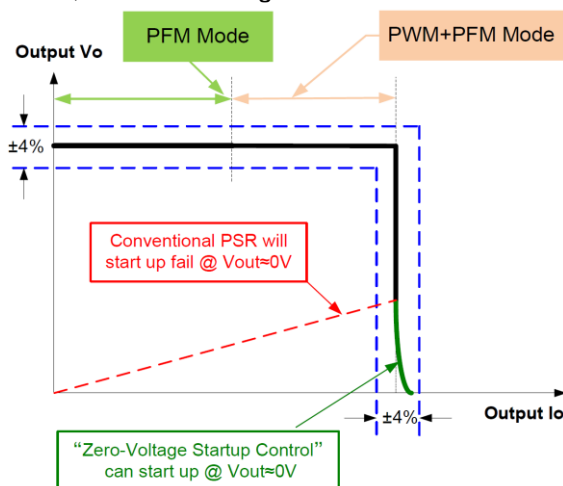 Output Vo
PFM Mode
PWM+PFM Mode
±4%
Conventional PSR will
start up fail @ Vout≈0V
±4%
Output Io
“Zero-Voltage Startup Control”
can start up @ Vout≈0V